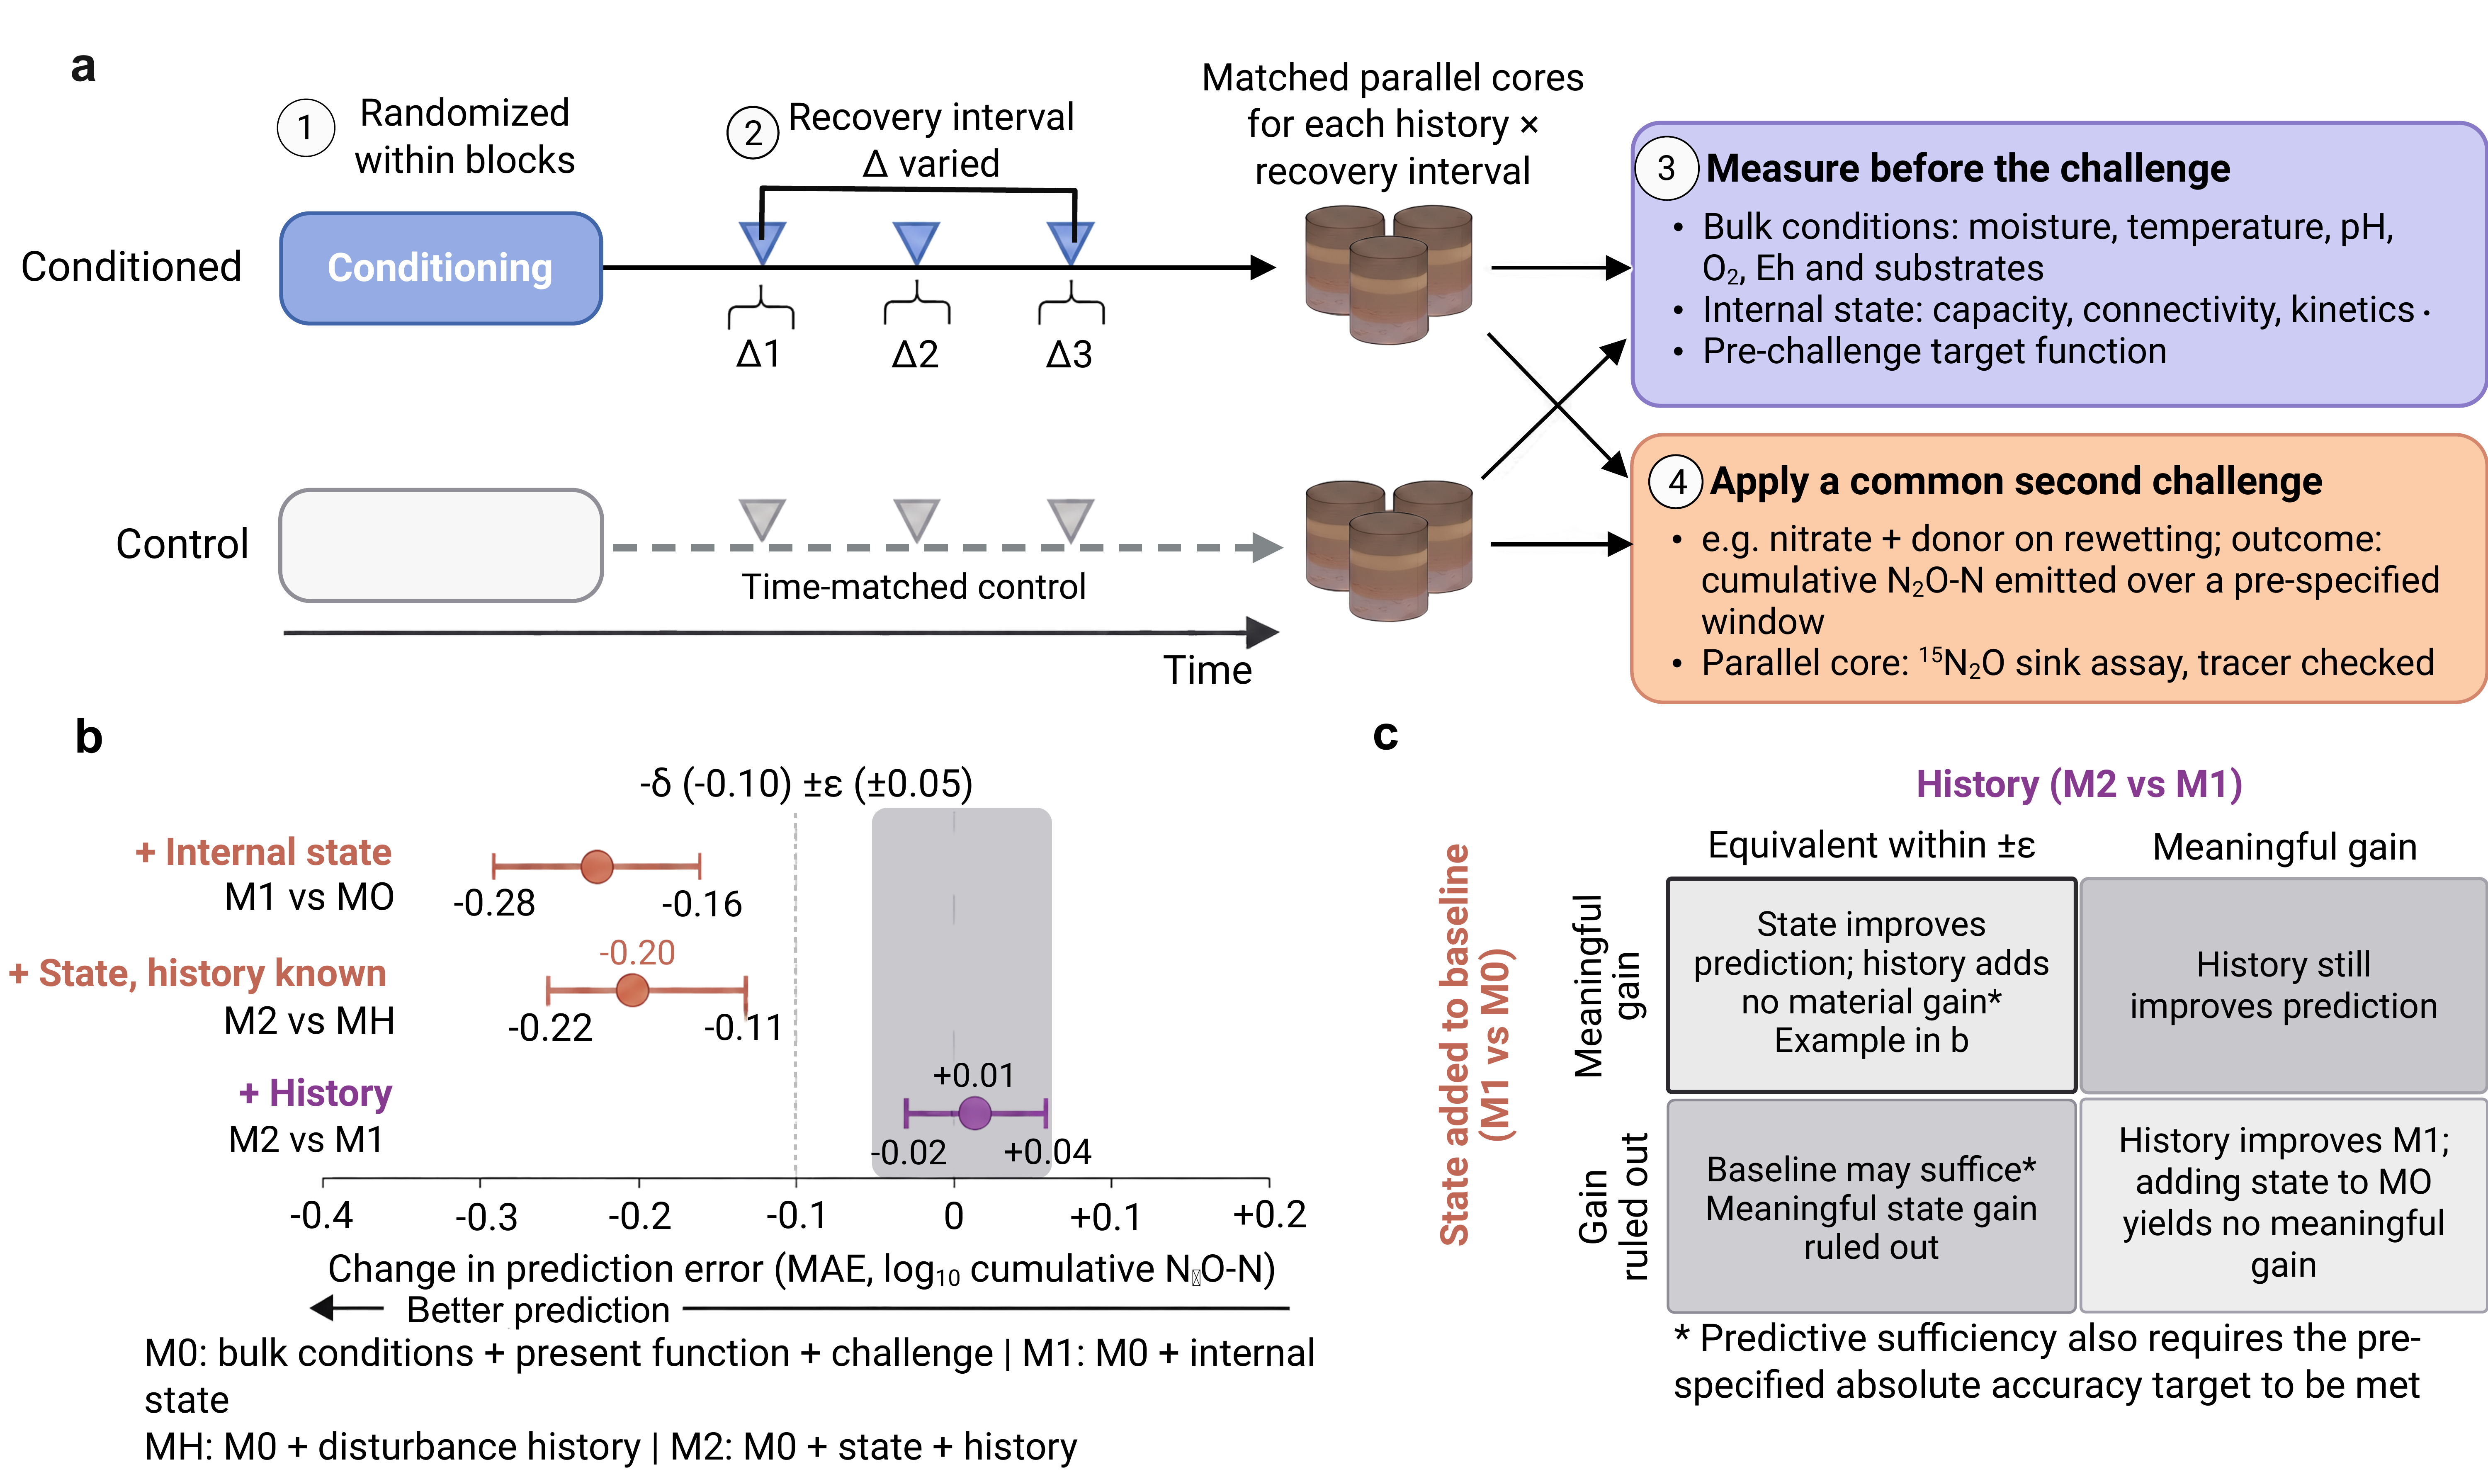 a
1
Randomized
within blocks
2
Recovery interval
Δ varied
Matched parallel cores
for each history ×
recovery interval
Conditioned
Conditioning
Δ1
Δ2
Δ3
Control
Time-matched control
Time
3
Measure before the challenge
• Bulk conditions: moisture, temperature, pH,
O₂, Eh and substrates
• Internal state: capacity, connectivity, kinetics ·
• Pre-challenge target function
4
Apply a common second challenge
• e.g. nitrate + donor on rewetting; outcome:
cumulative N₂O-N emitted over a pre-specified
window
• Parallel core: ¹⁵N₂O sink assay, tracer checked
b
-δ (-0.10) ±ε (±0.05)
+ Internal state
M1 vs MO
-0.28
-0.16
+ State, history known
M2 vs MH
-0.20
-0.22
-0.11
+ History
M2 vs M1
+0.01
-0.02
+0.04
-0.4
-0.3
-0.2
-0.1
0
+0.1
+0.2
Change in prediction error (MAE, log₁₀ cumulative N▯O-N)
Better prediction
M0: bulk conditions + present function + challenge | M1: M0 + internal
state
MH: M0 + disturbance history | M2: M0 + state + history
c
History (M2 vs M1)
Equivalent within ±ε
Meaningful gain
State added to baseline
(M1 vs M0)
Meaningful
gain
State improves
prediction; history adds
no material gain*
Example in b
History still
improves prediction
Gain
ruled out
Baseline may suffice*
Meaningful state gain
ruled out
History improves M1;
adding state to MO
yields no meaningful
gain
* Predictive sufficiency also requires the pre-
specified absolute accuracy target to be met